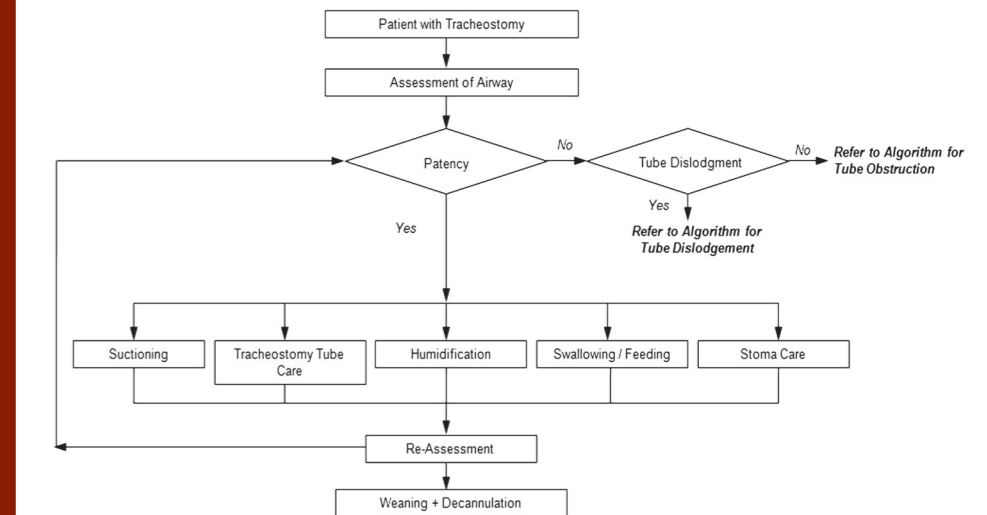 Patient with Tracheostomy
Assessment of Airway
Patency
No
Tube Dislodgment
No
Refer to Algorithm for
Tube Obstruction
Yes
Yes
Refer to Algorithm for
Tube Dislodgement
Suctioning
Tracheostomy Tube
Care
Humidification
Swallowing / Feeding
Stoma Care
Re-Assessment
Weaning + Decannulation